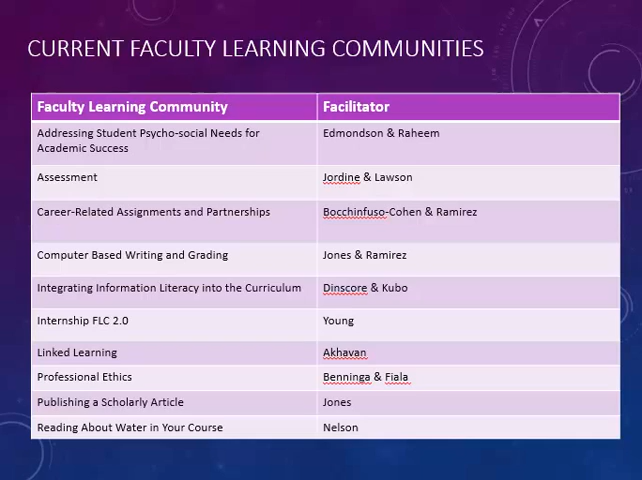 CURRENT FACULTY LEARNING COMMUNITIES
Faculty Learning Community Facilitator
Addressing Student Psycho-social Needs for Edmondson & Raheem
Academic Success
Assessment Jordine & Lawson
Career-Related Assignments and Partnerships Bocchinfuso-Cohen & Ramirez
Computer Based Writing and Grading Jones & Ramirez
Integrating Information Literacy into the Curriculum Dinscore & Kubo
Internship FLC 2.0 Young
Linked Learning Akhavan
Professional Ethics Benninga & Fiala
Publishing a Scholarly Article Jones
Reading About Water in Your Course Nelson